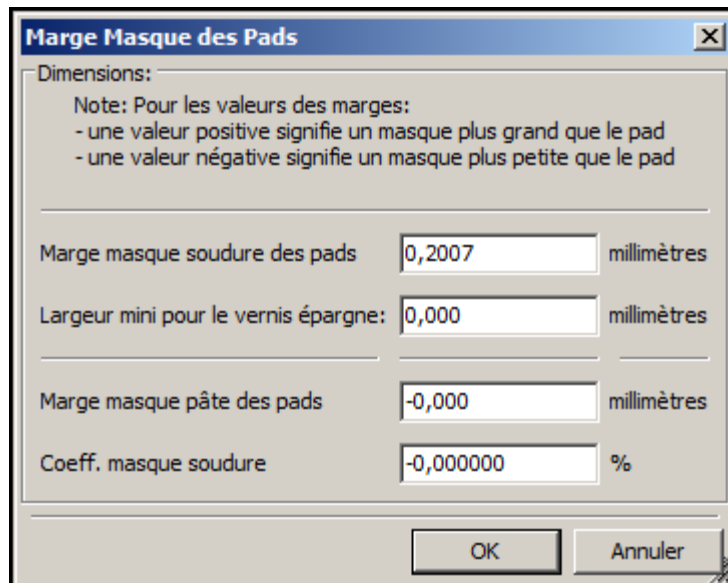 Marge Masque des Pads
Dimensions:
Note: Pour les valeurs des marges:
- une valeur positive signifie un masque plus grand que le pad
- une valeur négative signifie un masque plus petite que le pad
Marge masque soudure des pads 0,2007 millimètres
Largeur mini pour le vernis épargne: 0,000 millimètres
Marge masque pâte des pads -0,000 millimètres
Coeff. masque soudure -0,000000 %
OK Annuler